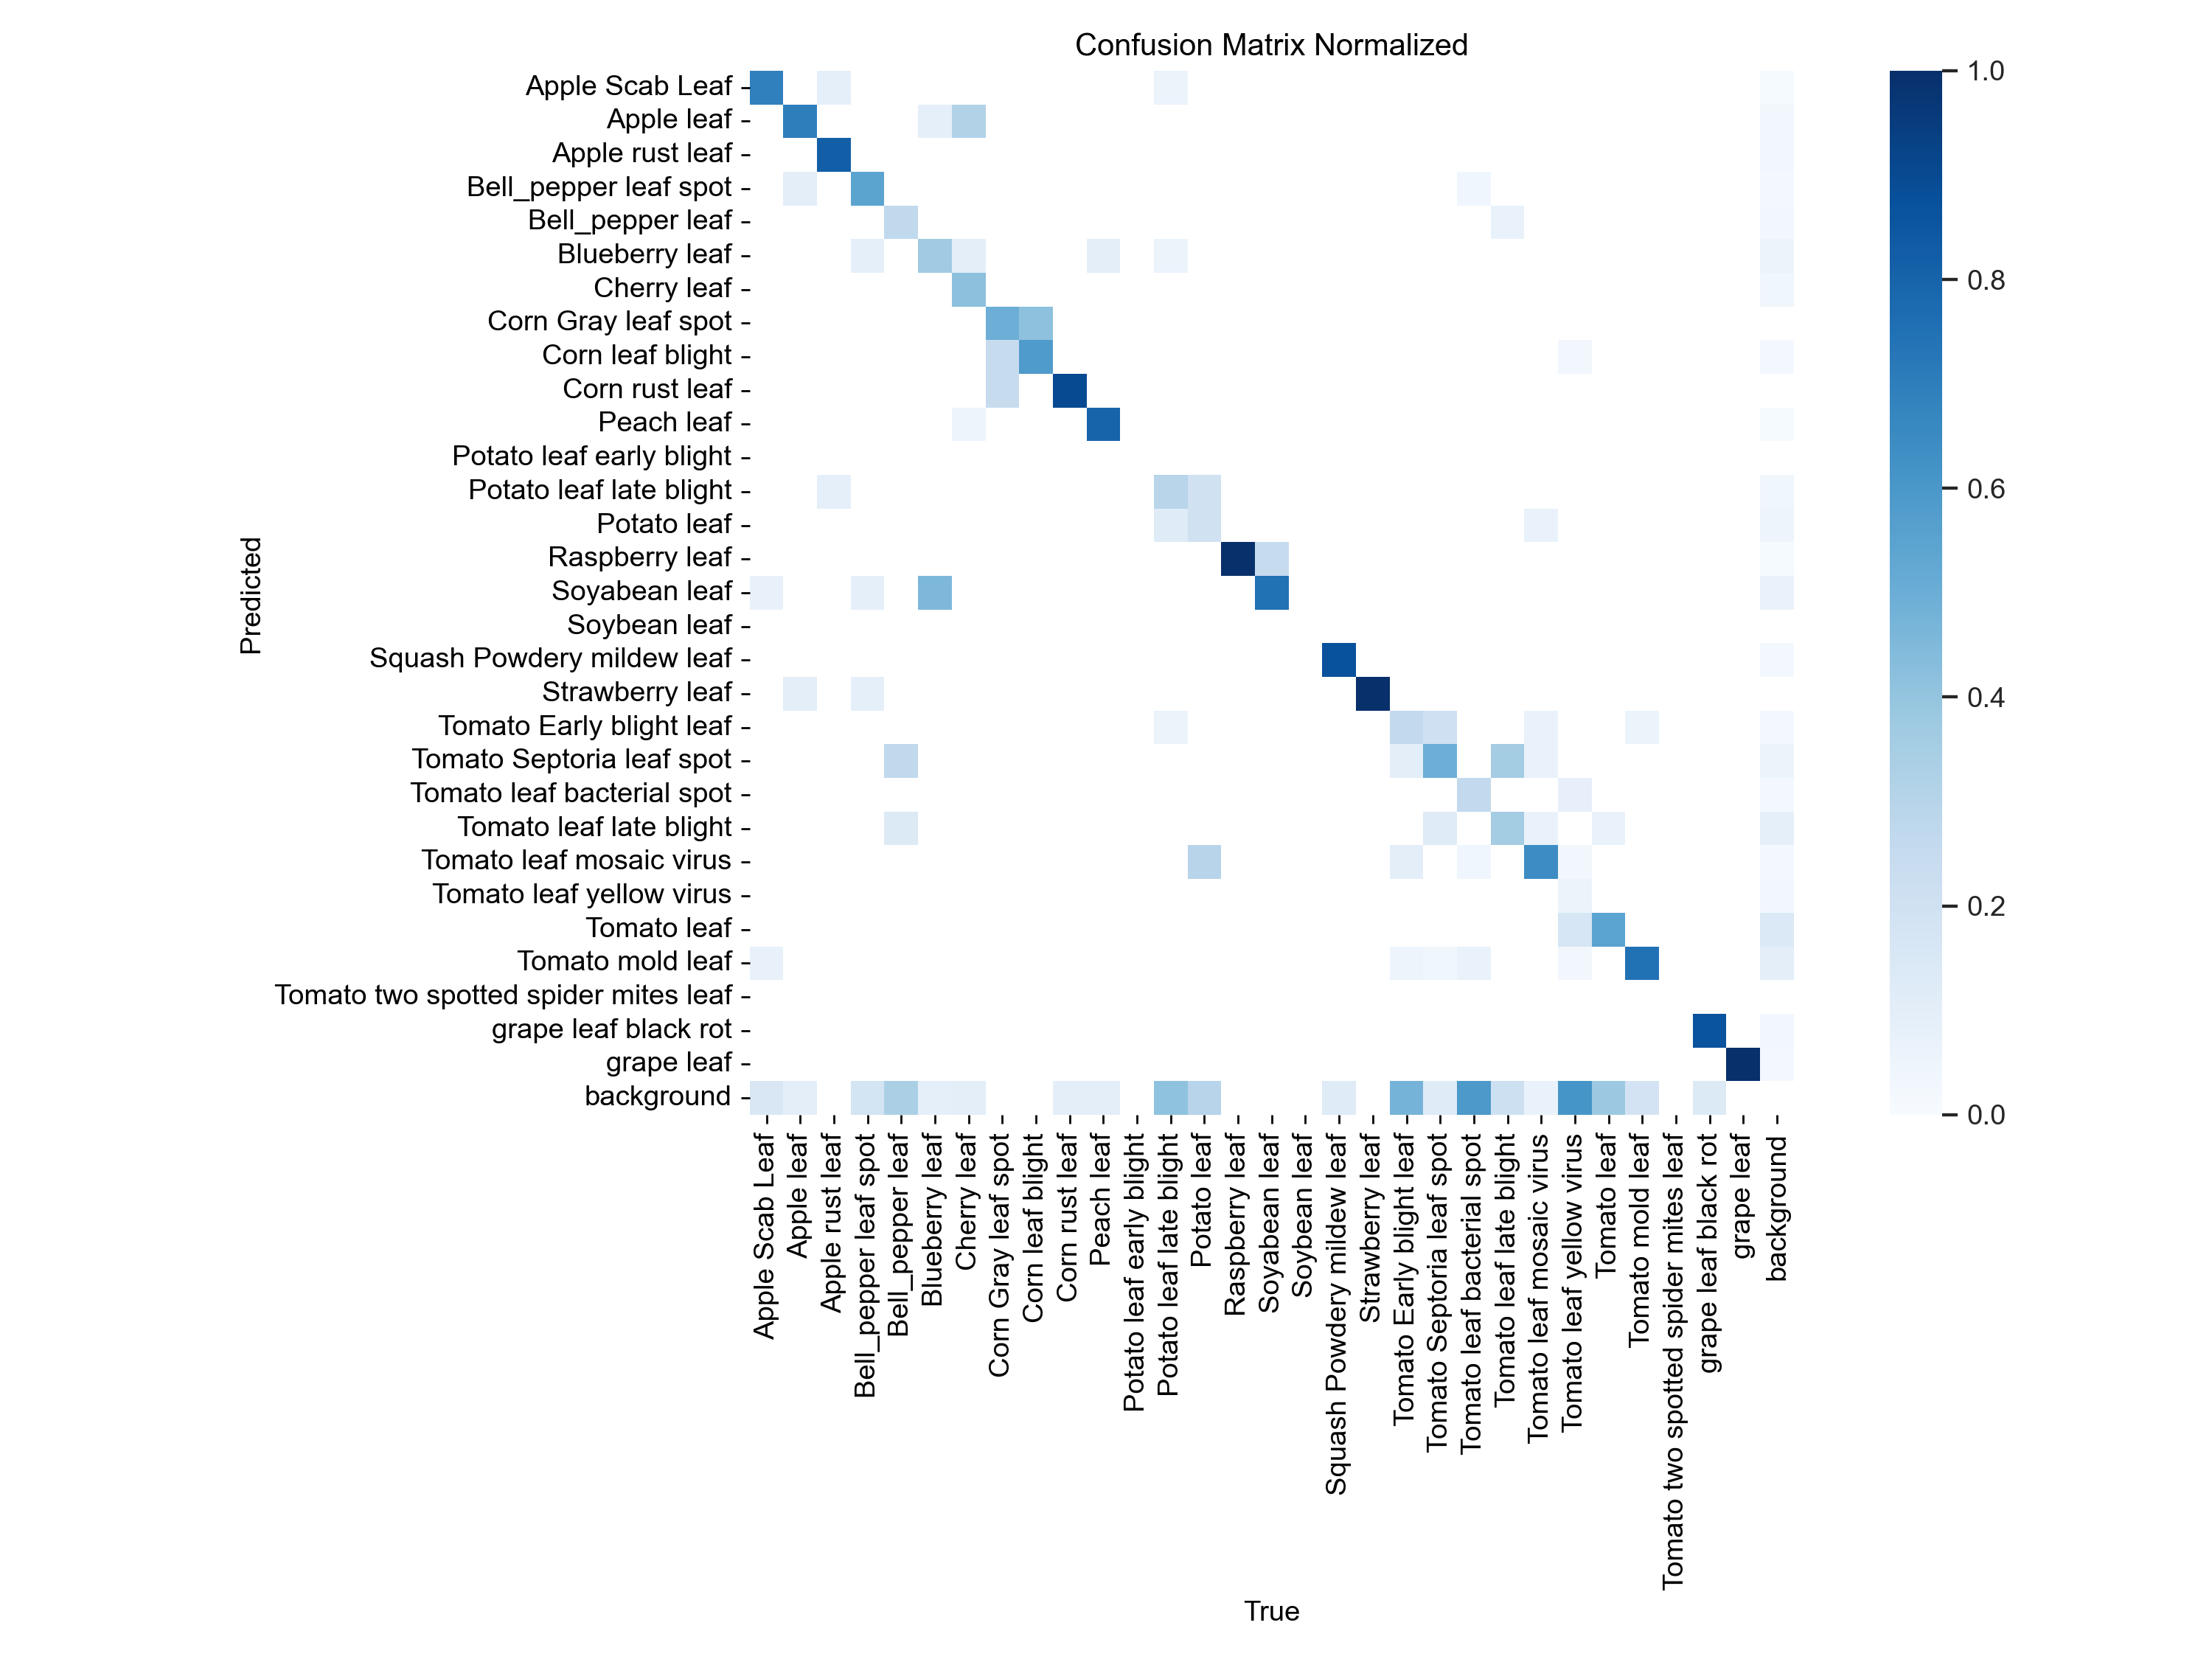 Confusion Matrix Normalized
Apple Scab Leaf
Apple leaf
Apple rust leaf
Bell_pepper leaf spot
Bell_pepper leaf
Blueberry leaf
Cherry leaf
Corn Gray leaf spot
Corn leaf blight
Corn rust leaf
Peach leaf
Potato leaf early blight
Potato leaf late blight
Potato leaf
Raspberry leaf
Soyabean leaf
Soybean leaf
Squash Powdery mildew leaf
Strawberry leaf
Tomato Early blight leaf
Tomato Septoria leaf spot
Tomato leaf bacterial spot
Tomato leaf late blight
Tomato leaf mosaic virus
Tomato leaf yellow virus
Tomato leaf
Tomato mold leaf
Tomato two spotted spider mites leaf
grape leaf black rot
grape leaf
background
Predicted
Apple Scab Leaf
Apple leaf
Apple rust leaf
Bell_pepper leaf spot
Bell_pepper leaf
Blueberry leaf
Cherry leaf
Corn Gray leaf spot
Corn leaf blight
Corn rust leaf
Peach leaf
Potato leaf early blight
Potato leaf late blight
Potato leaf
Raspberry leaf
Soyabean leaf
Soybean leaf
Squash Powdery mildew leaf
Strawberry leaf
Tomato Early blight leaf
Tomato Septoria leaf spot
Tomato leaf bacterial spot
Tomato leaf late blight
Tomato leaf mosaic virus
Tomato leaf yellow virus
Tomato leaf
Tomato mold leaf
Tomato two spotted spider mites leaf
grape leaf black rot
grape leaf
background
True
1.0
0.8
0.6
0.4
0.2
0.0